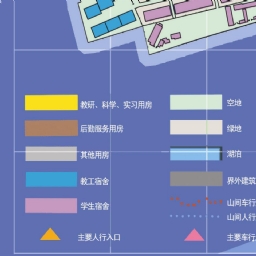 教研、科学、实习用房
后勤服务用房
其他用房
教工宿舍
学生宿舍
主要人行入口
空地
绿地
湖泊
界外建筑
山间车行
山间人行
主要车行